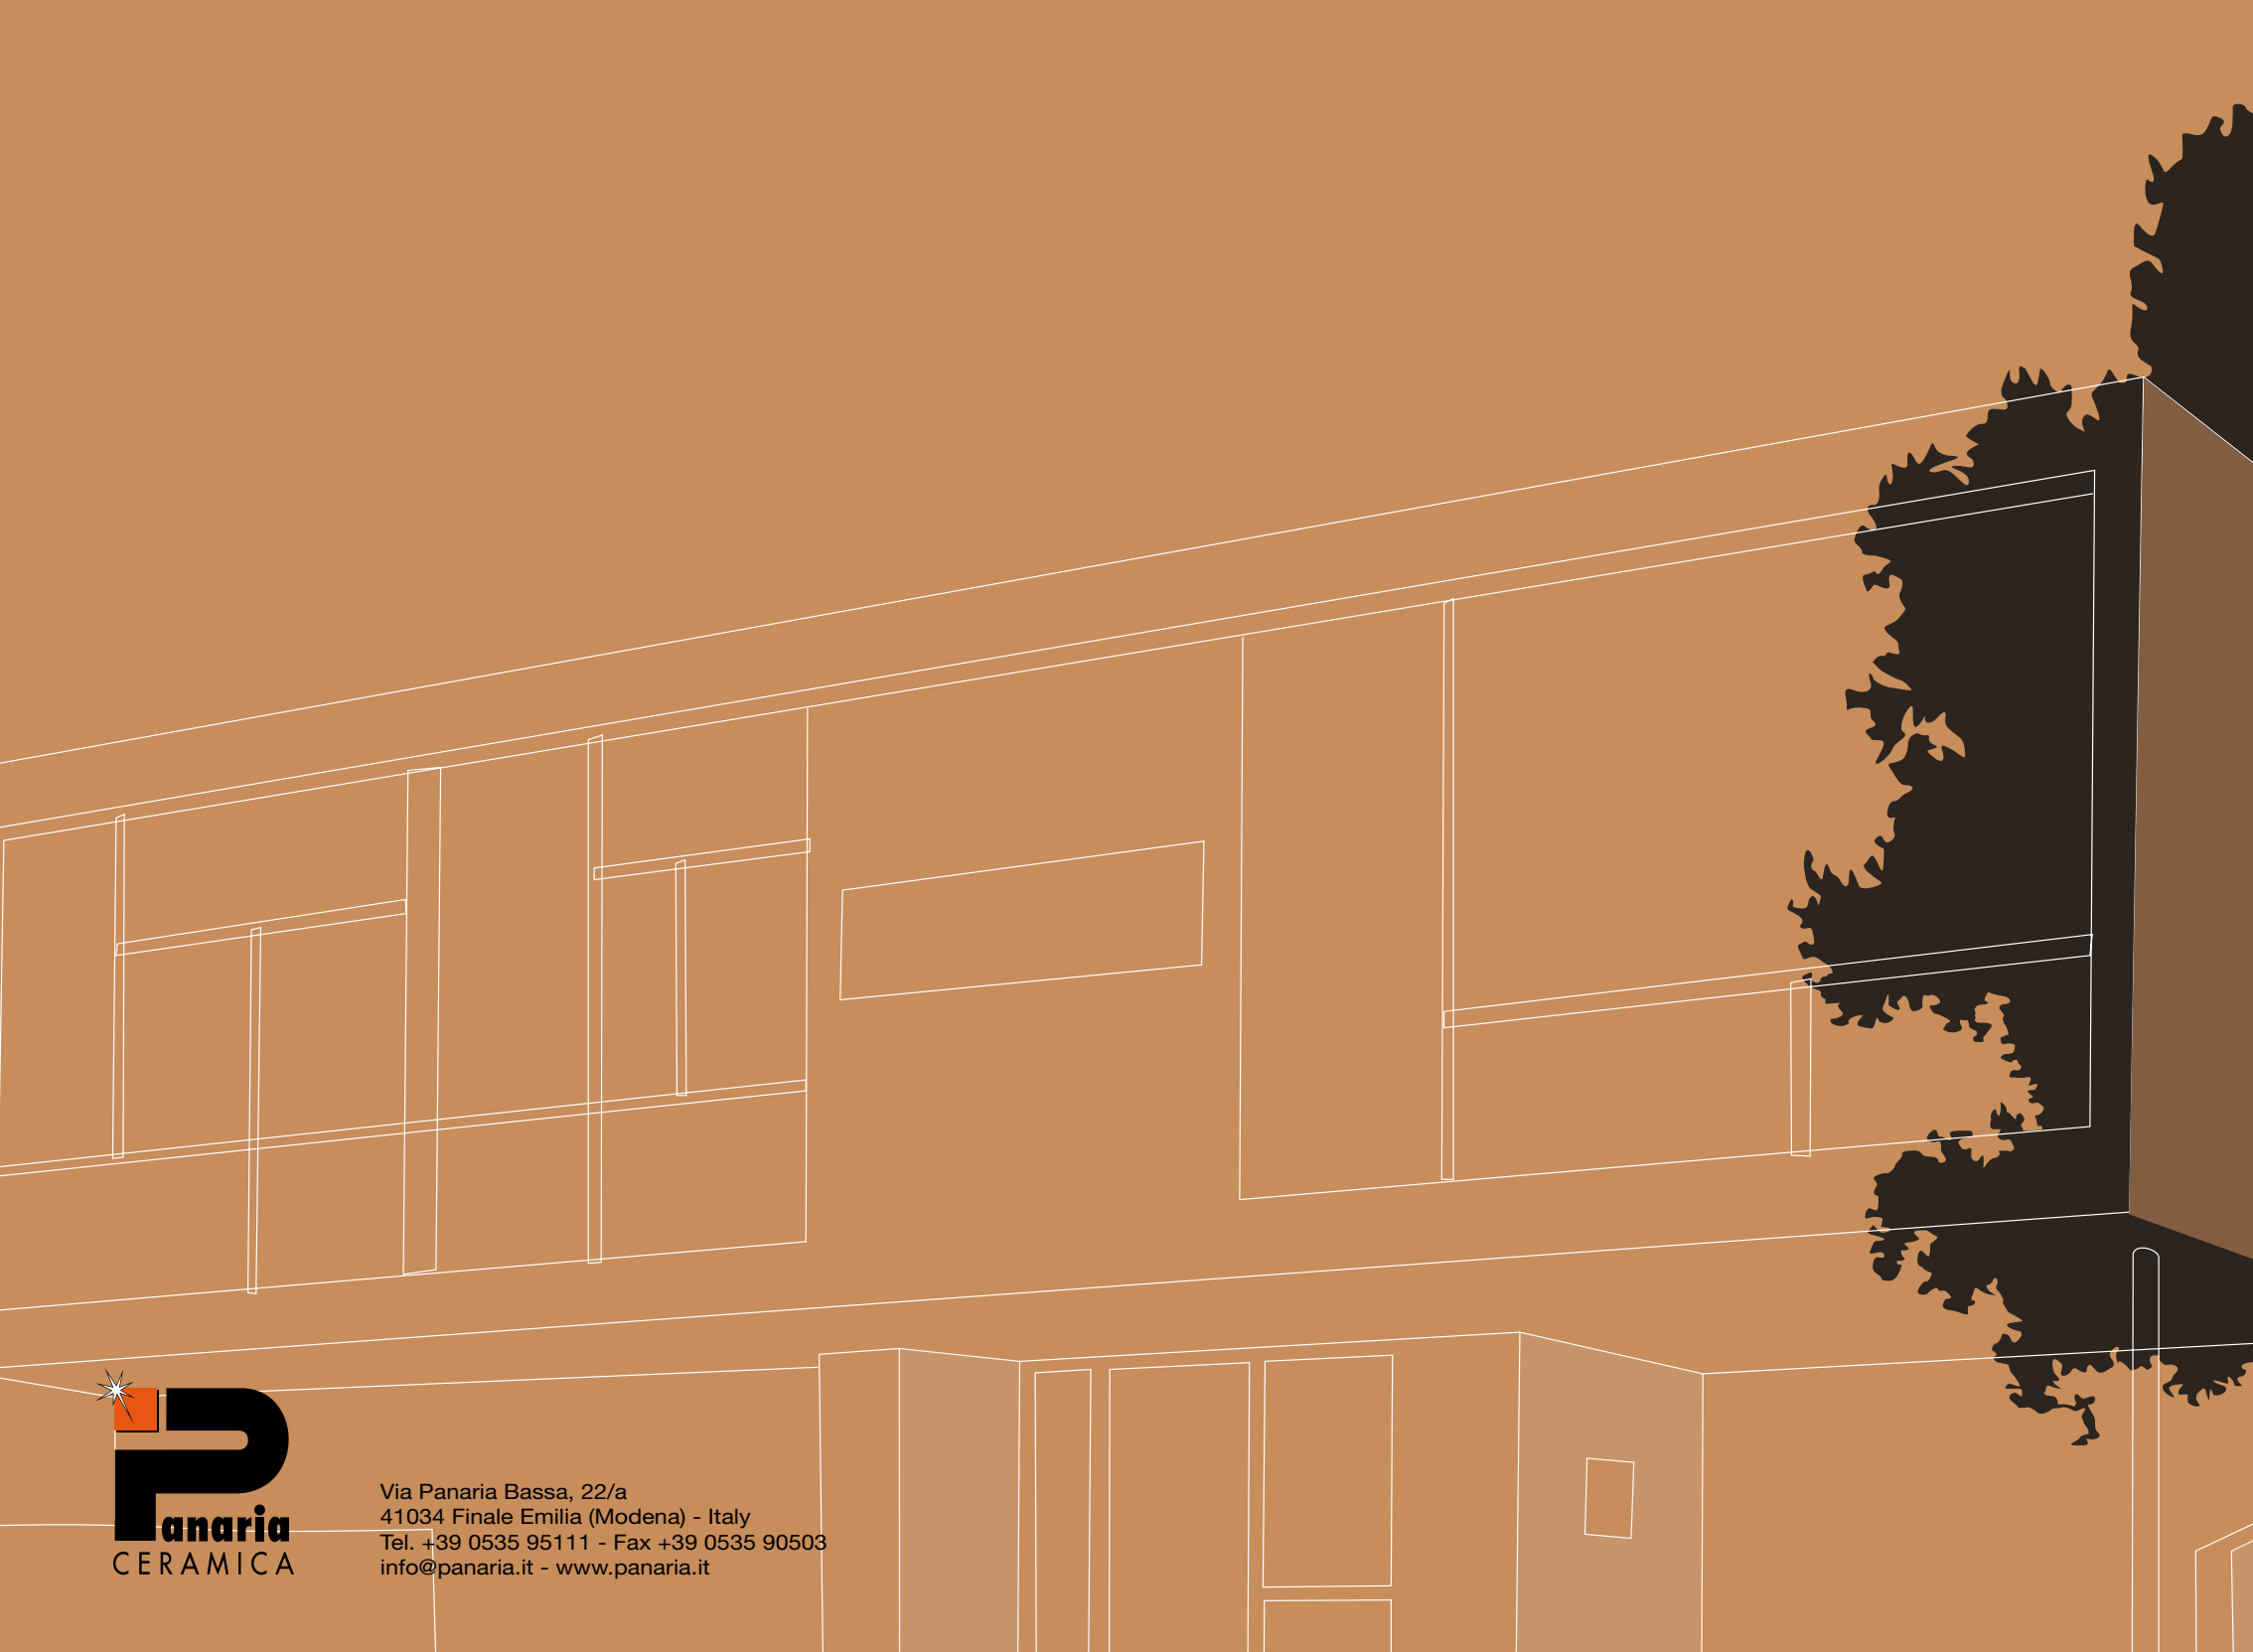 Panaria
CERAMICA
Via Panaria Bassa, 22/a
41034 Finale Emilia (Modena) - Italy
Tel. +39 0535 95111 - Fax +39 0535 90503
info@panaria.it - www.panaria.it